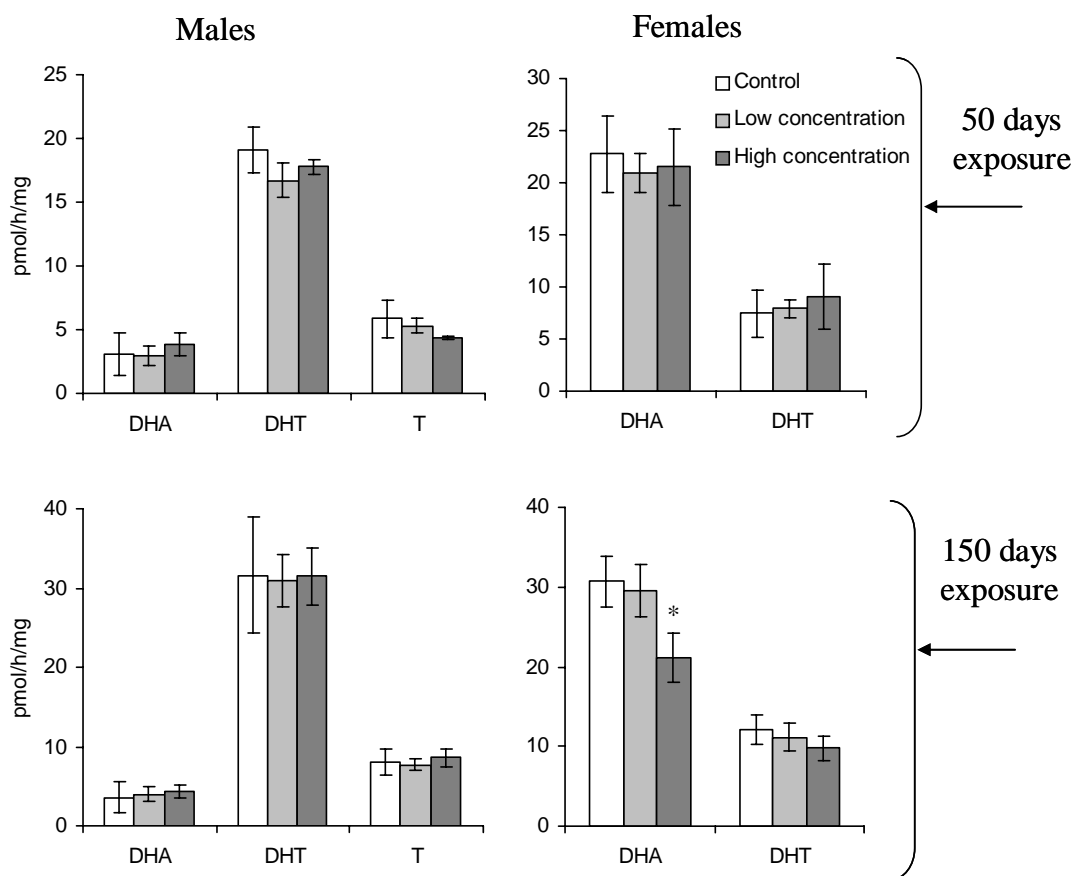 Males
Females
25
20
15
10
5
0
pmol/h/mg
DHA DHT T
30
25
20
15
10
5
0
Control
Low concentration
High concentration
DHA DHT
50 days
exposure
40
30
20
10
0
pmol/h/mg
DHA DHT T
40
30
20
10
0
*
DHA DHT
150 days
exposure